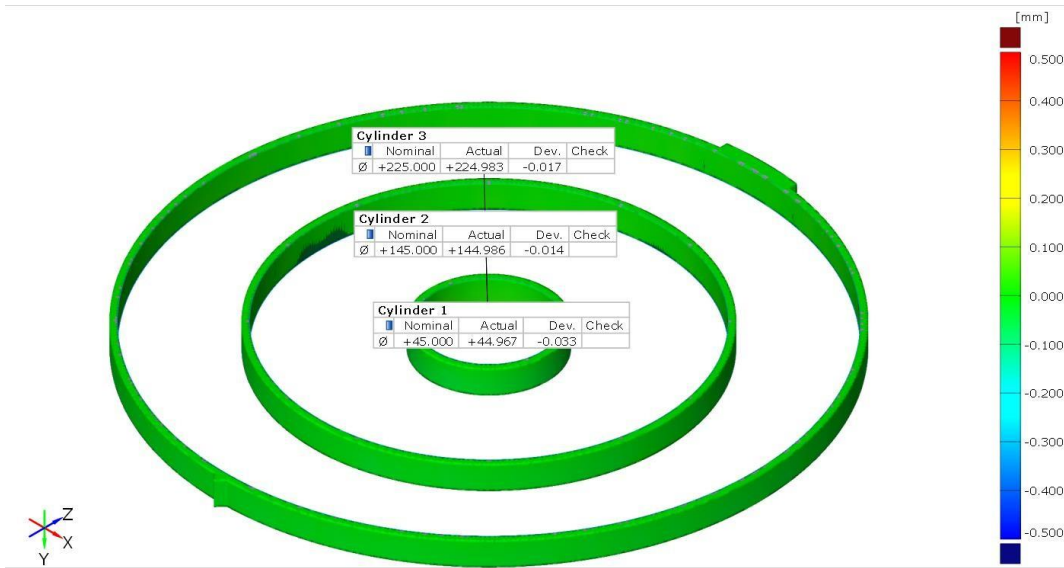 [mm]
Cylinder 3
Nominal Actual Dev. Check
Ø +225.000 +224.983 -0.017
Cylinder 2
Nominal Actual Dev. Check
Ø +145.000 +144.986 -0.014
Cylinder 1
Nominal Actual Dev. Check
Ø +45.000 +44.967 -0.033
0.500
0.400
0.300
0.200
0.100
0.000
-0.100
-0.200
-0.300
-0.400
-0.500
Z
X
Y